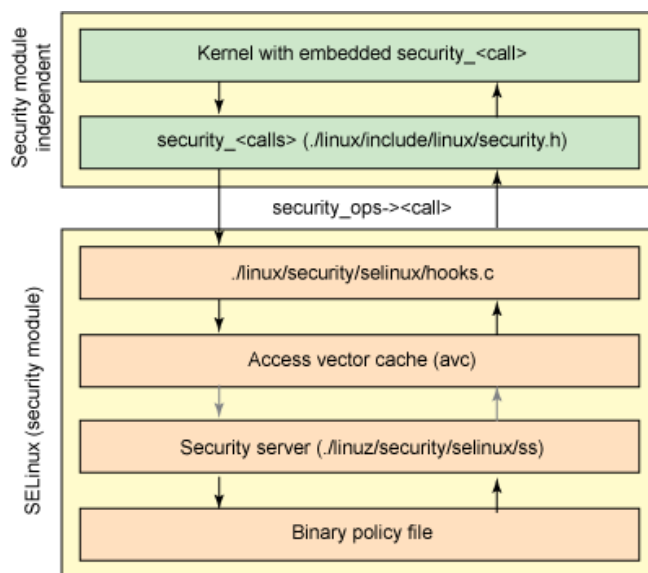 Security module
independent
Kernel with embedded security_<call>
security_<calls> (./linux/include/linux/security.h)
security_ops-><call>
SELinux (security module)
./linux/security/selinux/hooks.c
Access vector cache (avc)
Security server (./linuz/security/selinux/ss)
Binary policy file